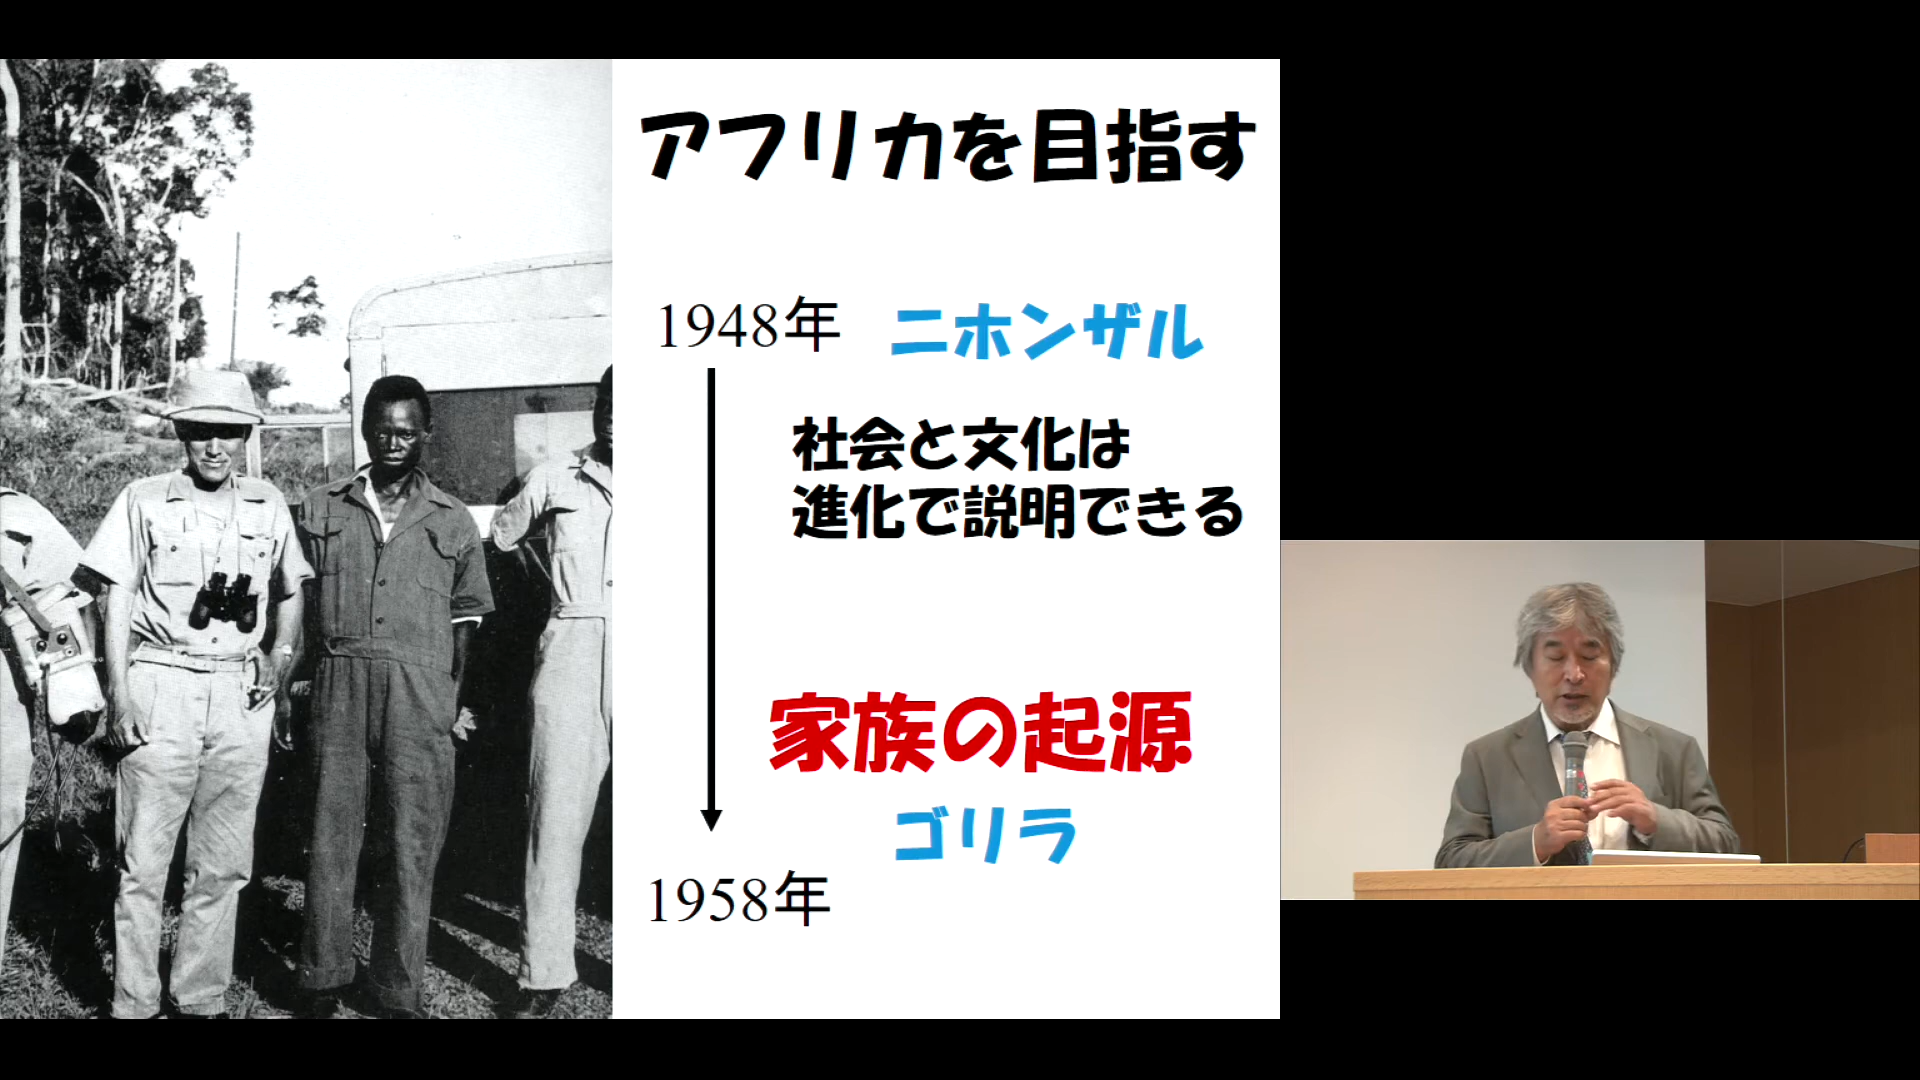 アフリカを目指す
1948年 ニホンザル
社会と文化は
進化で説明できる
家族の起源
ゴリラ
1958年